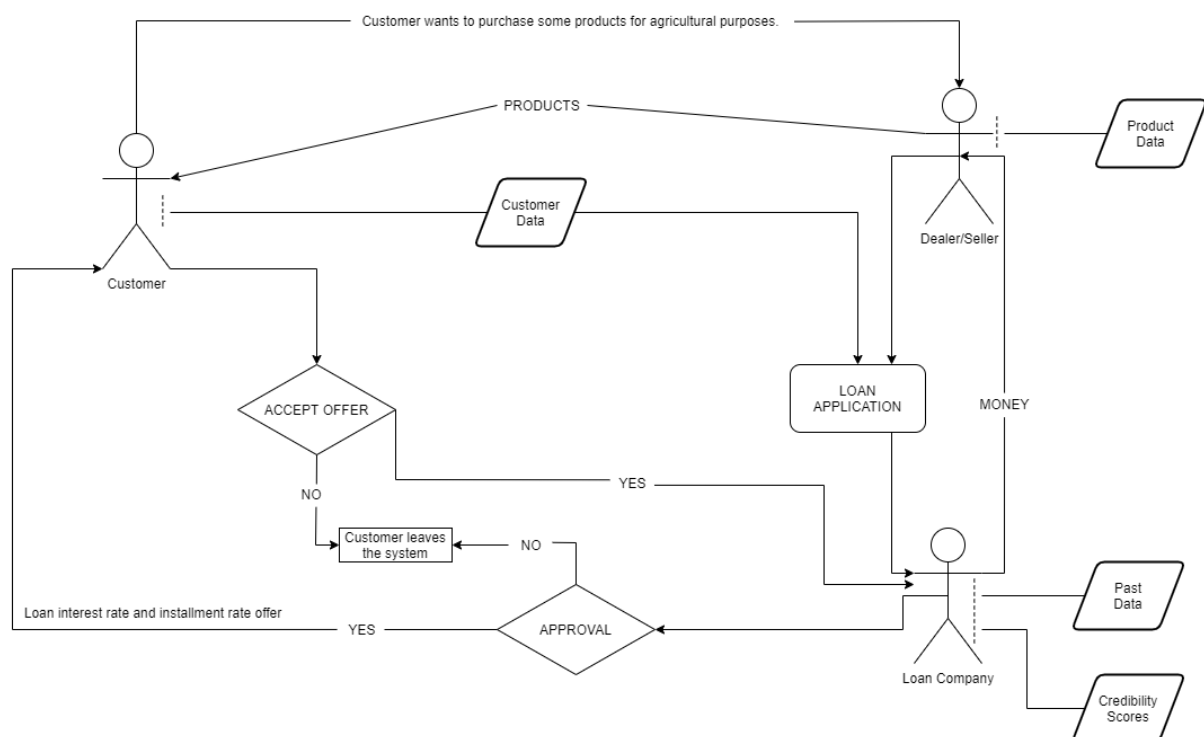 Customer wants to purchase some products for agricultural purposes.
PRODUCTS
Product
Data
Customer
Data
Dealer/Seller
Customer
LOAN
APPLICATION
ACCEPT OFFER
MONEY
YES
NO
Customer leaves
the system
NO
Past
Data
Loan interest rate and installment rate offer
YES
APPROVAL
Loan Company
Credibility
Scores